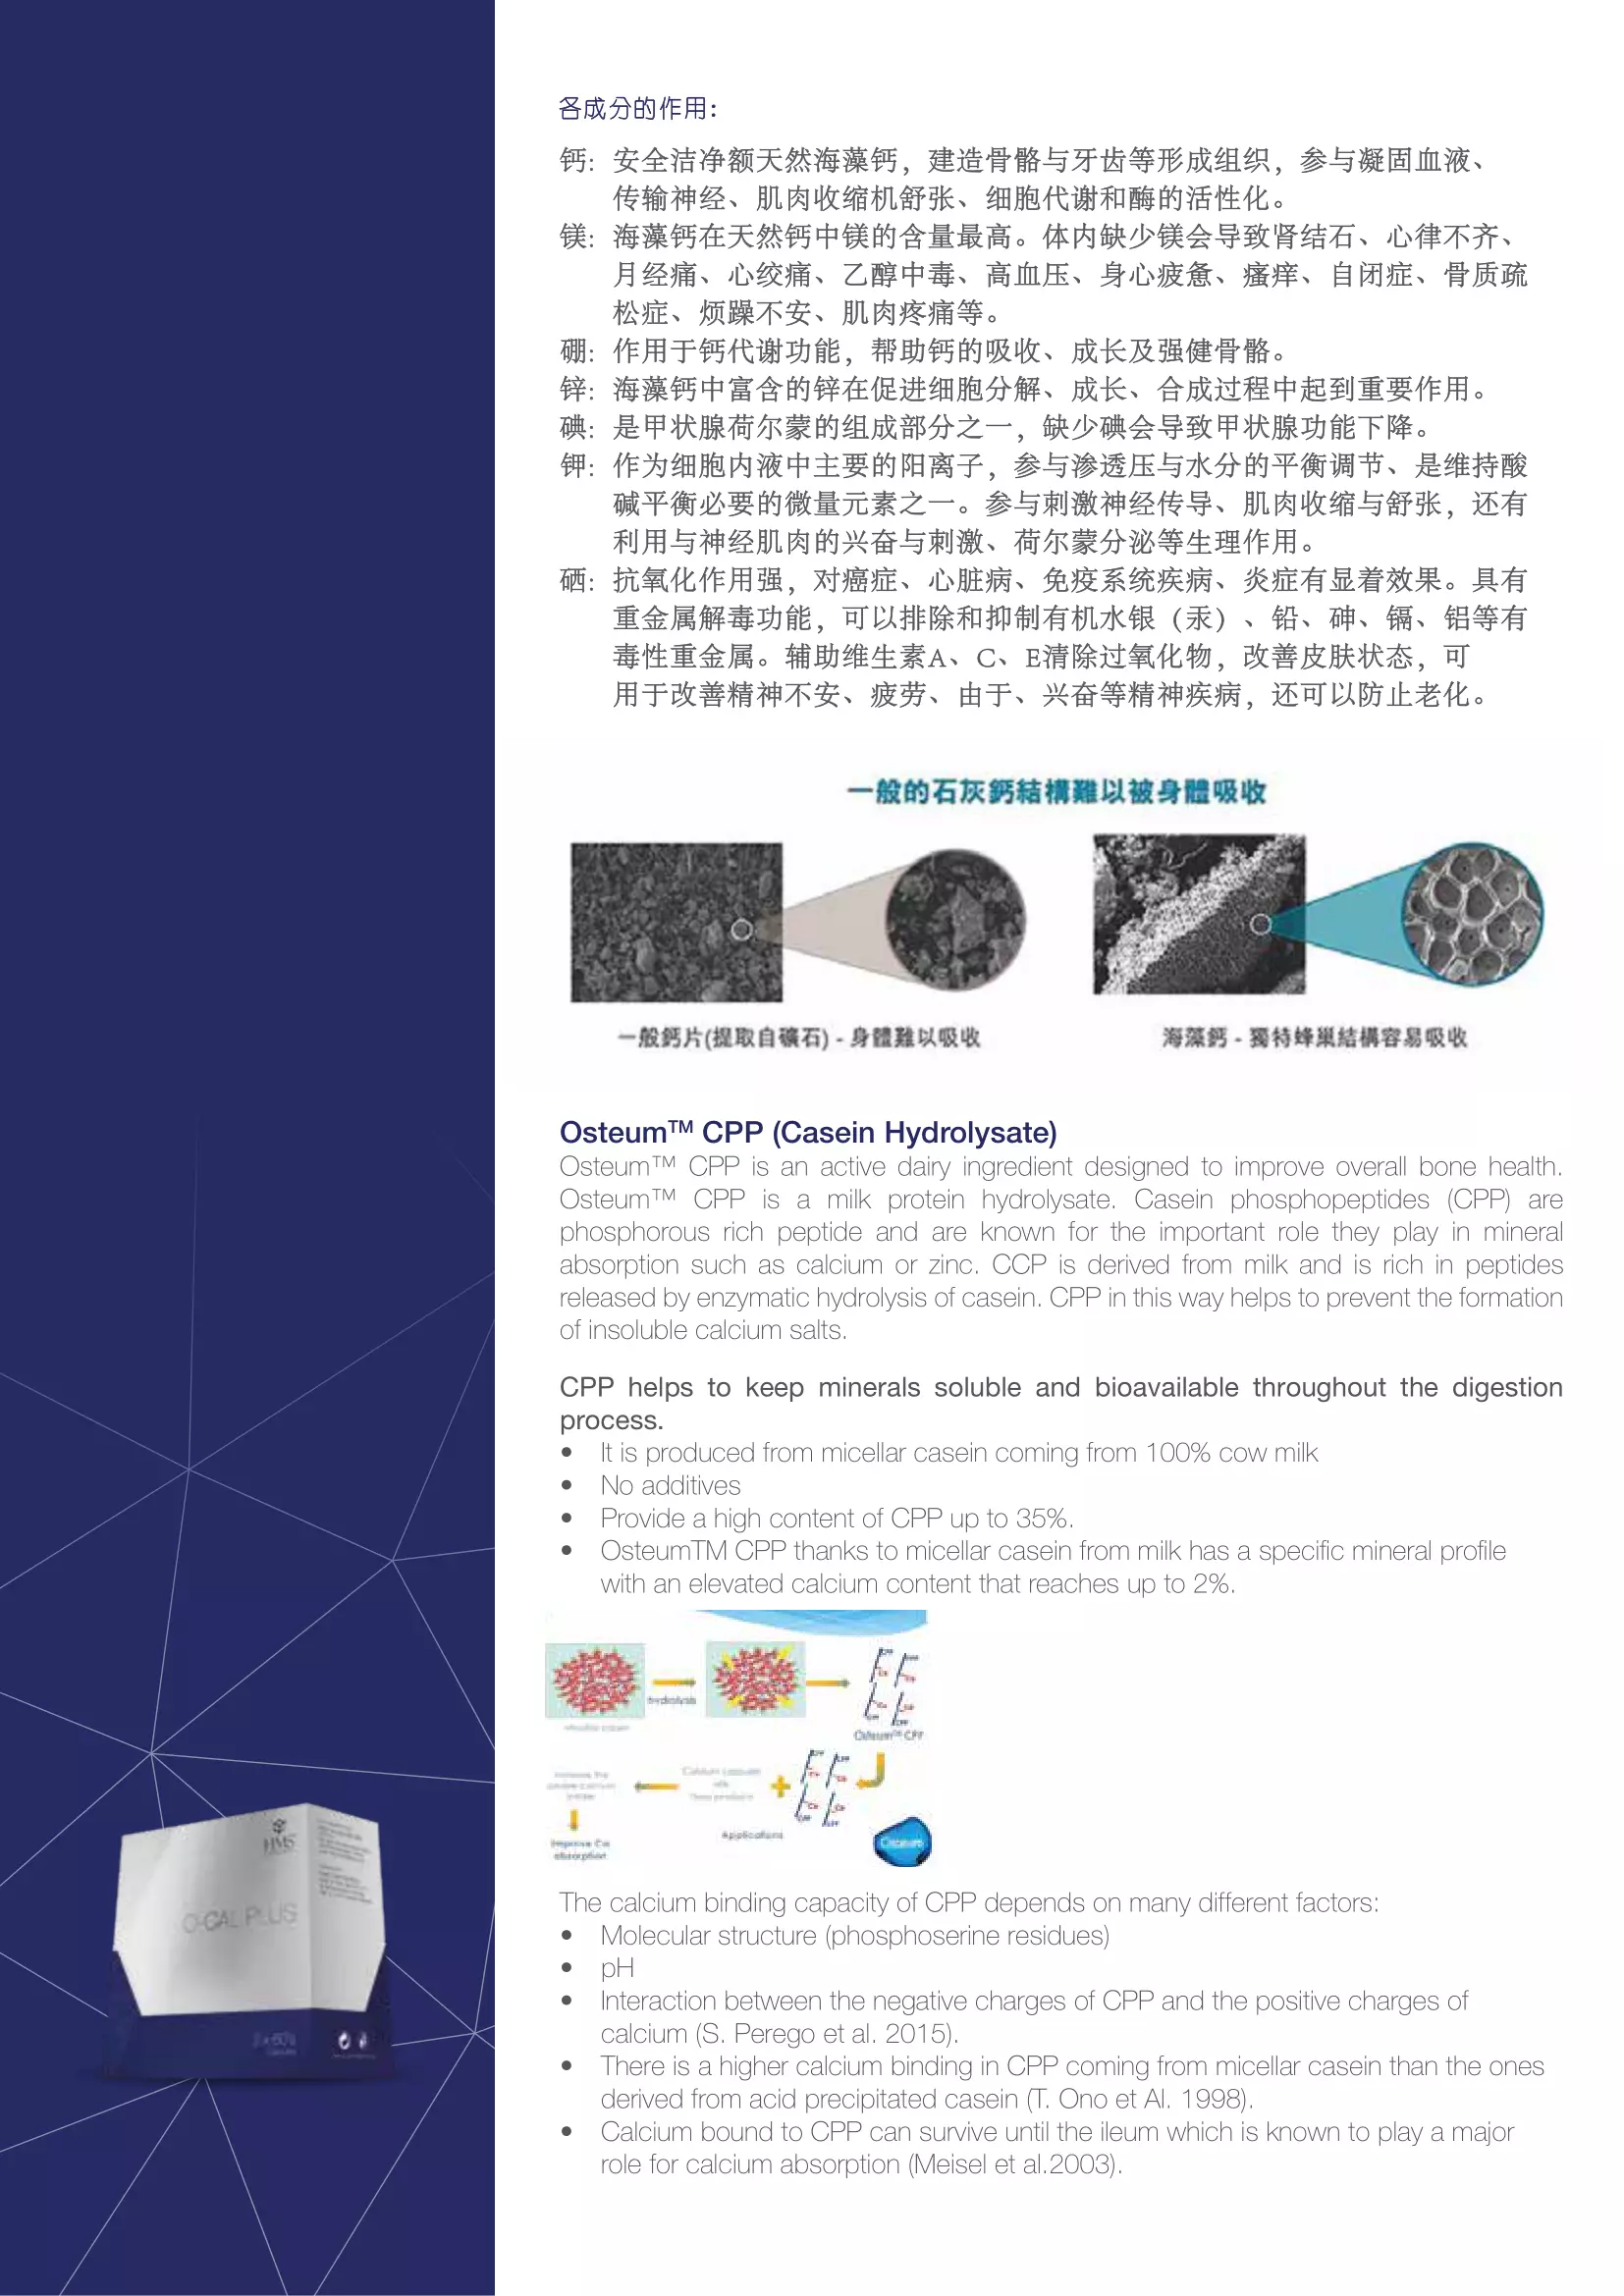 各成分的作用:
钙: 安全洁净额天然海藻钙，建造骨骼与牙齿等形成组织，参与凝固血液、
传输神经、肌肉收缩机舒张、细胞代谢和酶的活性化。
镁: 海藻钙在天然钙中镁的含量最高。体内缺少镁会导致肾结石、心律不齐、
月经痛、心绞痛、乙醇中毒、高血压、身心疲惫、瘙痒、自闭症、骨质疏
松症、烦躁不安、肌肉疼痛等。
硼: 作用于钙代谢功能，帮助钙的吸收、成长及强健骨骼。
锌: 海藻钙中富含的锌在促进细胞分解、成长、合成过程中起到重要作用。
碘: 是甲状腺荷尔蒙的组成部分之一，缺少碘会导致甲状腺功能下降。
钾: 作为细胞内液中主要的阳离子，参与渗透压与水分的平衡调节、是维持酸
碱平衡必要的微量元素之一。参与刺激神经传导、肌肉收缩与舒张，还有
利用与神经肌肉的兴奋与刺激、荷尔蒙分泌等生理作用。
硒: 抗氧化作用强，对癌症、心脏病、免疫系统疾病、炎症有显着效果。具有
重金属解毒功能，可以排除和抑制有机水银（汞）、铅、砷、镉、铝等有
毒性重金属。辅助维生素A、C、E清除过氧化物，改善皮肤状态，可
用于改善精神不安、疲劳、由于、兴奋等精神疾病，还可以防止老化。
一般的石灰鈣結構難以被身體吸收
一般鈣片(提取自礦石) - 身體難以吸收
海藻鈣 - 獨特蜂巢結構容易吸收
Osteum™ CPP (Casein Hydrolysate)
Osteum™ CPP is an active dairy ingredient designed to improve overall bone health.
Osteum™ CPP is a milk protein hydrolysate. Casein phosphopeptides (CPP) are
phosphorous rich peptide and are known for the important role they play in mineral
absorption such as calcium or zinc. CCP is derived from milk and is rich in peptides
released by enzymatic hydrolysis of casein. CPP in this way helps to prevent the formation
of insoluble calcium salts.
CPP helps to keep minerals soluble and bioavailable throughout the digestion
process.
• It is produced from micellar casein coming from 100% cow milk
• No additives
• Provide a high content of CPP up to 35%.
• OsteumTM CPP thanks to micellar casein from milk has a specific mineral profile
with an elevated calcium content that reaches up to 2%.
Hydrolysis
Osteum™ CPP
Applications
Improve Ca
absorption
Osteum
HMS
O-CAL PLUS
The calcium binding capacity of CPP depends on many different factors:
• Molecular structure (phosphoserine residues)
• pH
• Interaction between the negative charges of CPP and the positive charges of
calcium (S. Perego et al. 2015).
• There is a higher calcium binding in CPP coming from micellar casein than the ones
derived from acid precipitated casein (T. Ono et Al. 1998).
• Calcium bound to CPP can survive until the ileum which is known to play a major
role for calcium absorption (Meisel et al.2003).